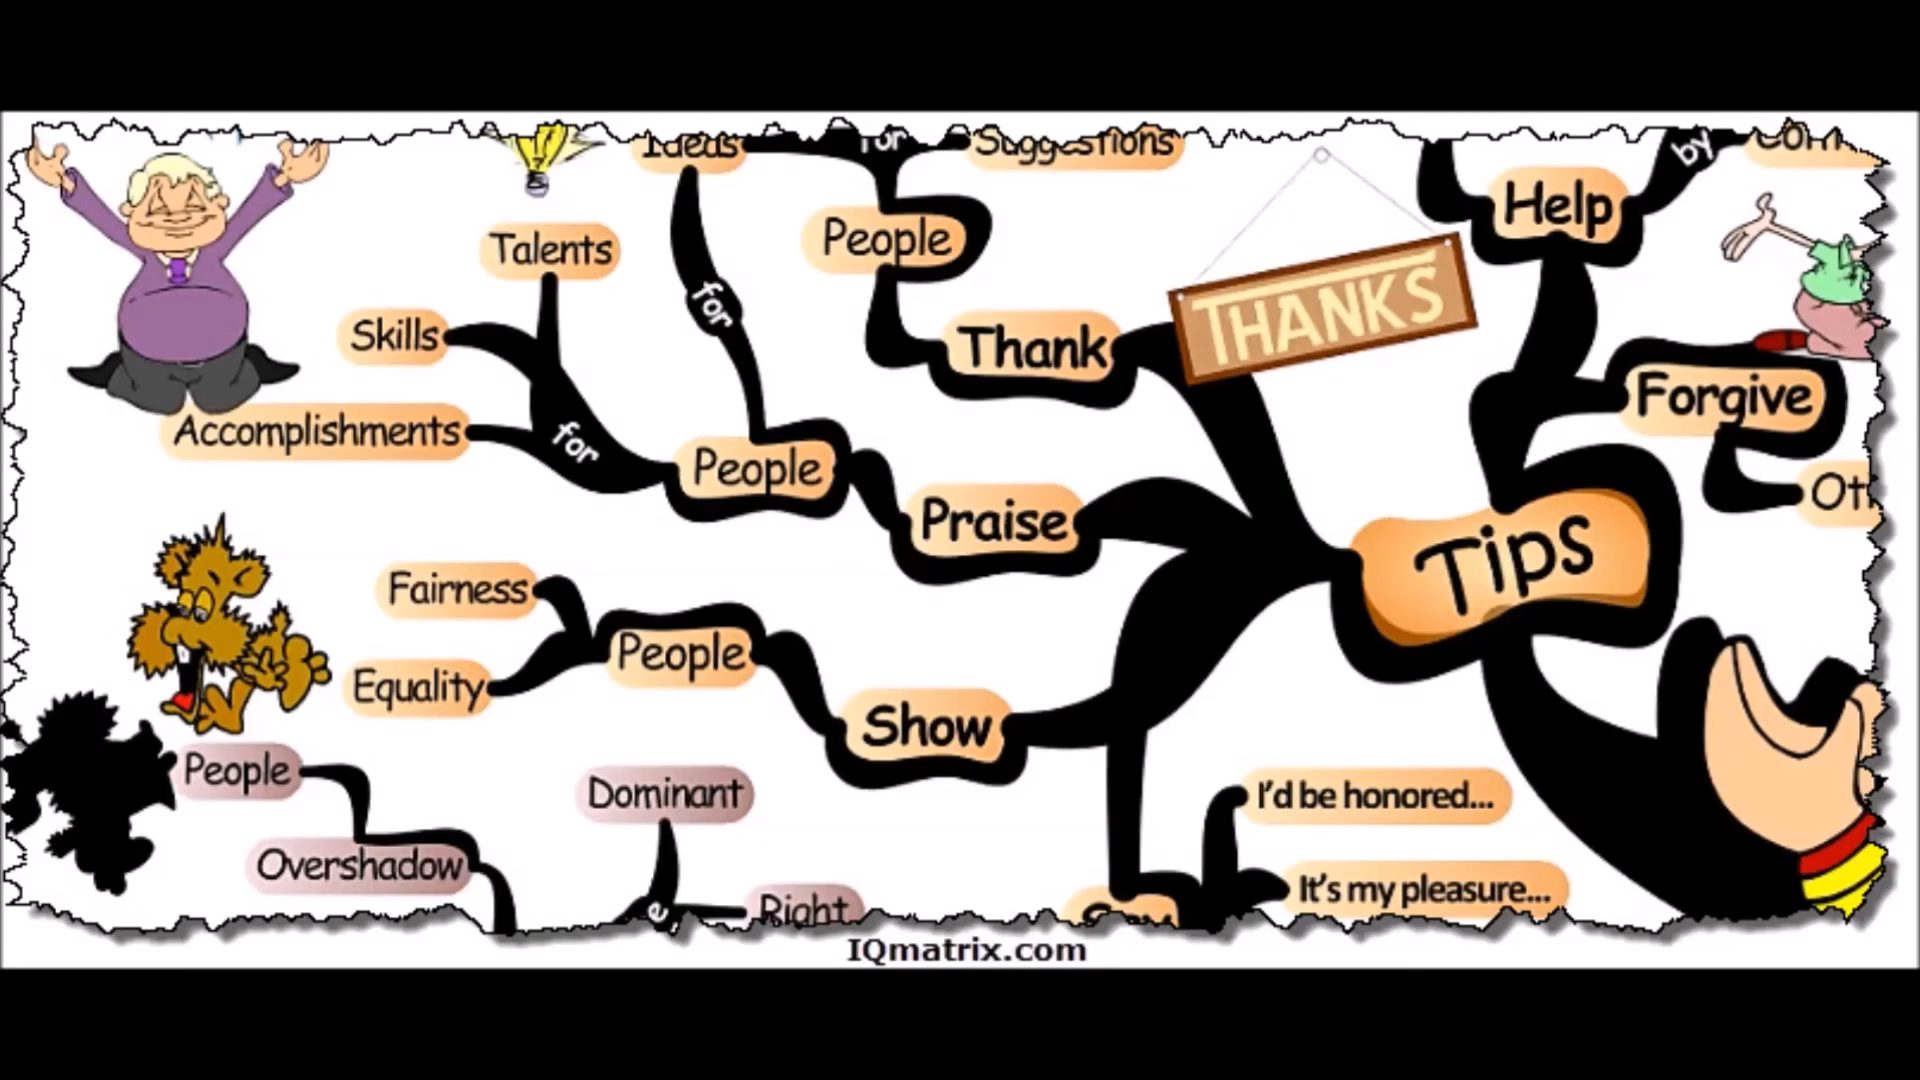 Ideas
for
Suggestions
by
Help
People
Talents
THANKS
for
Skills
Thank
Forgive
Accomplishments
for
People
Praise
Tips
Fairness
People
Equality
Show
People
Dominant
I'd be honored...
Overshadow
It's my pleasure...
Right
IQmatrix.com